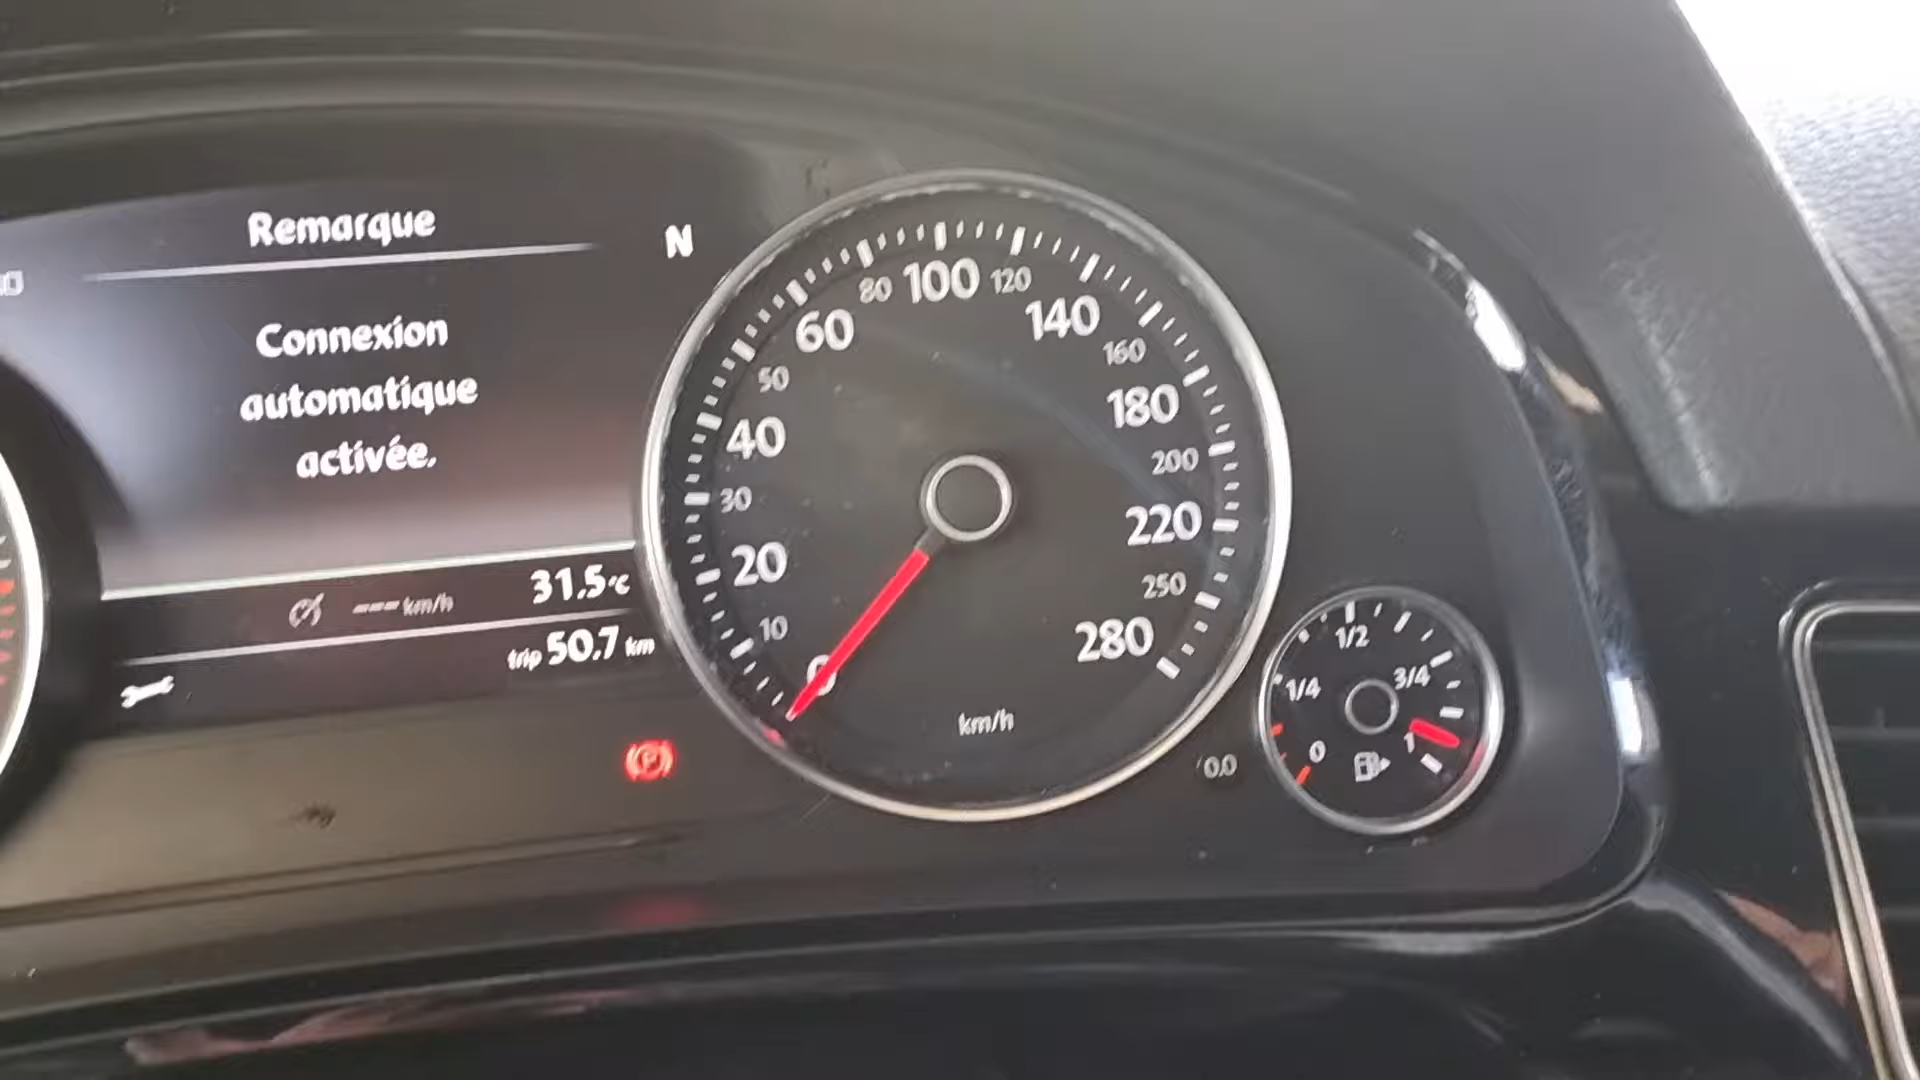 Remarque
N
Connexion
automatique
activée.
--- km/h
31.5°C
trip 50.7 km
0
10
20
30
40
50
60
80
100
120
140
160
180
200
220
250
280
km/h
0.0
0
1/4
1/2
3/4
1
P